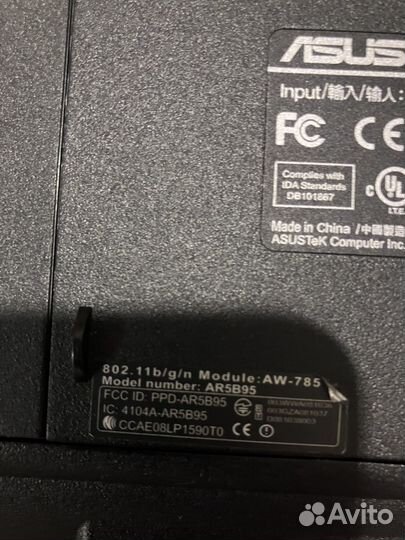 ASUS
Input/輸入/输入:
FC CE
Complies with
IDA Standards
DB101867
UL
I.T.E.
Made in China /中國製造
ASUSTeK Computer Inc.
802.11b/g/n Module:AW-785
Model number: AR5B95
FCC ID: PPD-AR5B95
IC: 4104A-AR5B95
CCAE08LP1590T0
Avito